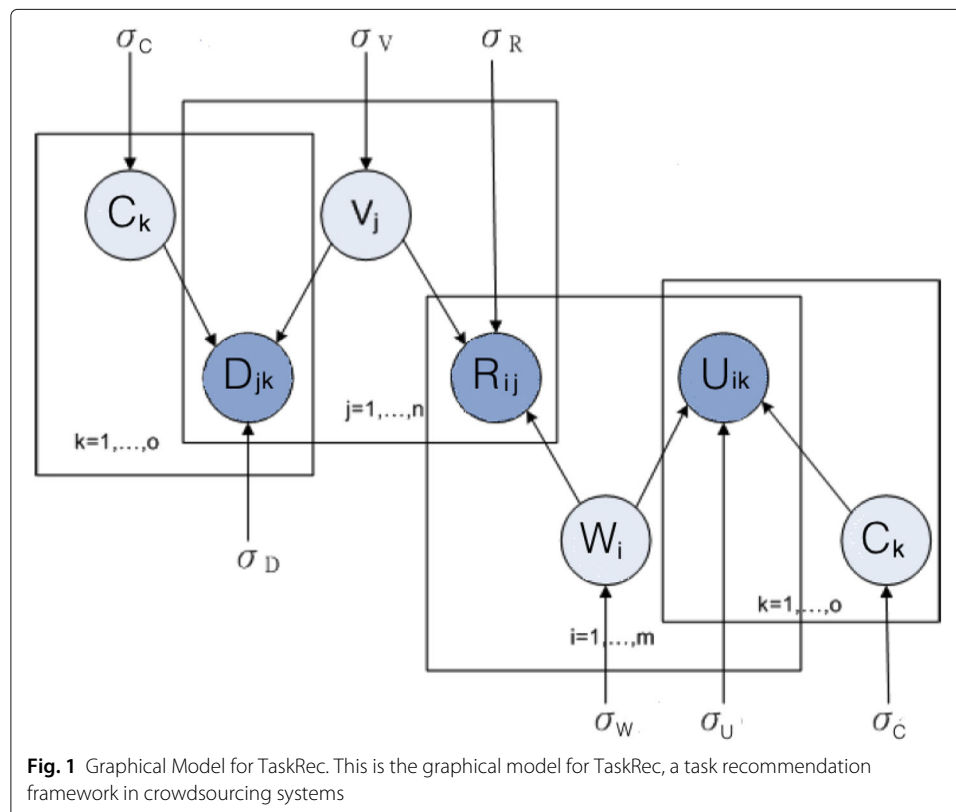 σC σV σR
Ck Vj
Djk Rij Uik
j=1,...,n
k=1,...,o
Wi Ck
σD
k=1,...,o
i=1,...,m
σW σU σC
Fig. 1 Graphical Model for TaskRec. This is the graphical model for TaskRec, a task recommendation
framework in crowdsourcing systems